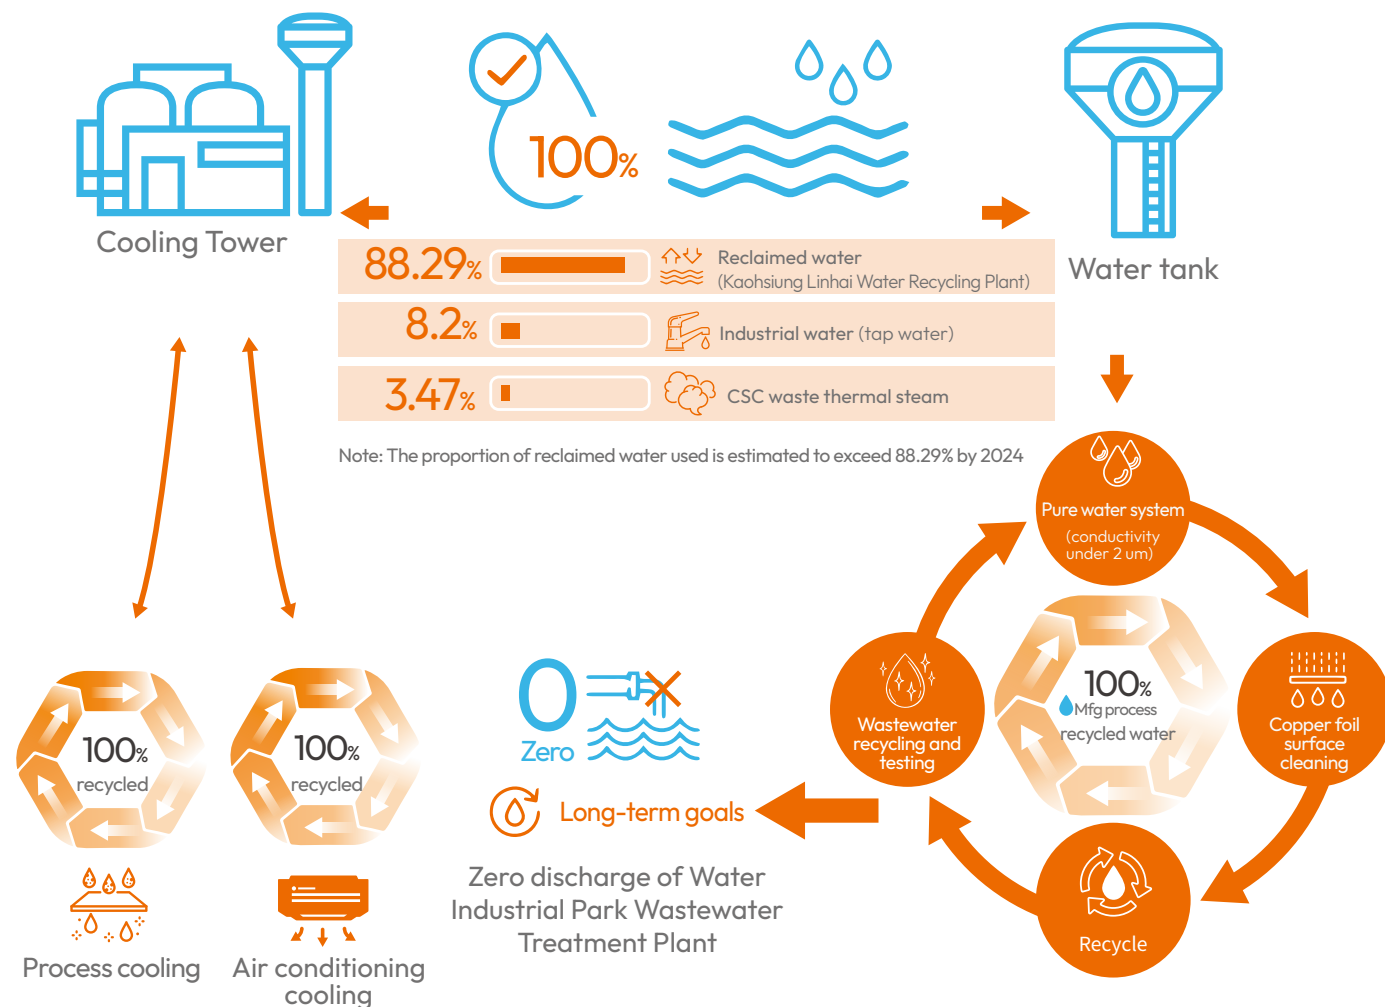 100%
Cooling Tower
Water tank
88.29%
Reclaimed water
(Kaohsiung Linhai Water Recycling Plant)
8.2%
Industrial water (tap water)
3.47%
CSC waste thermal steam
Note: The proportion of reclaimed water used is estimated to exceed 88.29% by 2024
Pure water system
(conductivity
under 2 um)
100%
Mfg process
recycled water
Copper foil
surface
cleaning
Recycle
Wastewater
recycling and
testing
0
Zero
Long-term goals
Zero discharge of Water
Industrial Park Wastewater
Treatment Plant
100%
recycled
Process cooling
100%
recycled
Air conditioning
cooling